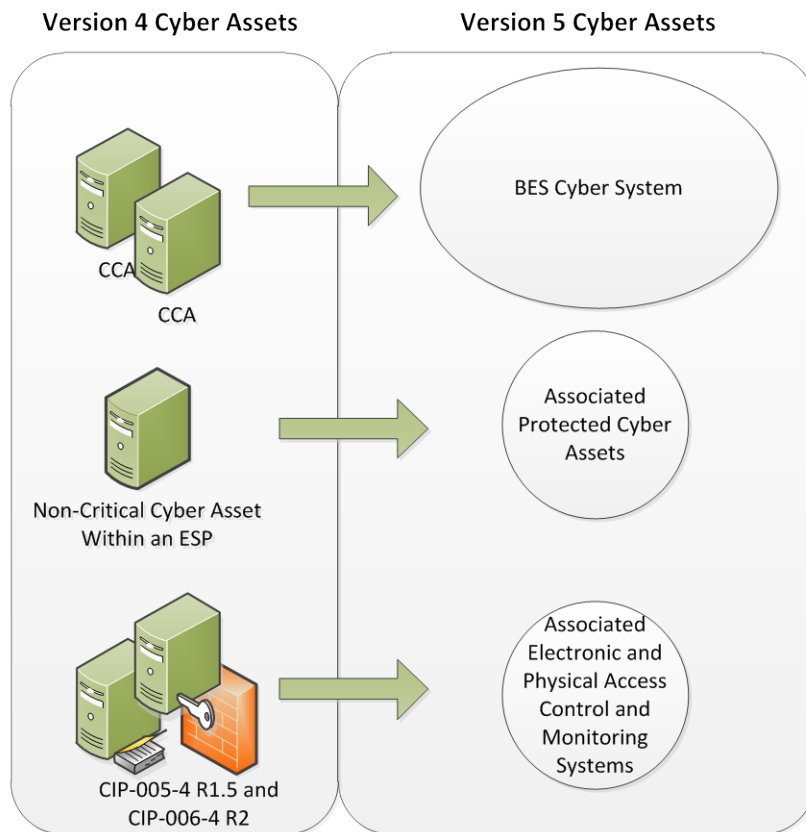 Version 4 Cyber Assets
Version 5 Cyber Assets
CCA
CCA
BES Cyber System
Non-Critical Cyber Asset
Within an ESP
Associated
Protected Cyber
Assets
CIP-005-4 R1.5 and
CIP-006-4 R2
Associated
Electronic and
Physical Access
Control and
Monitoring
Systems